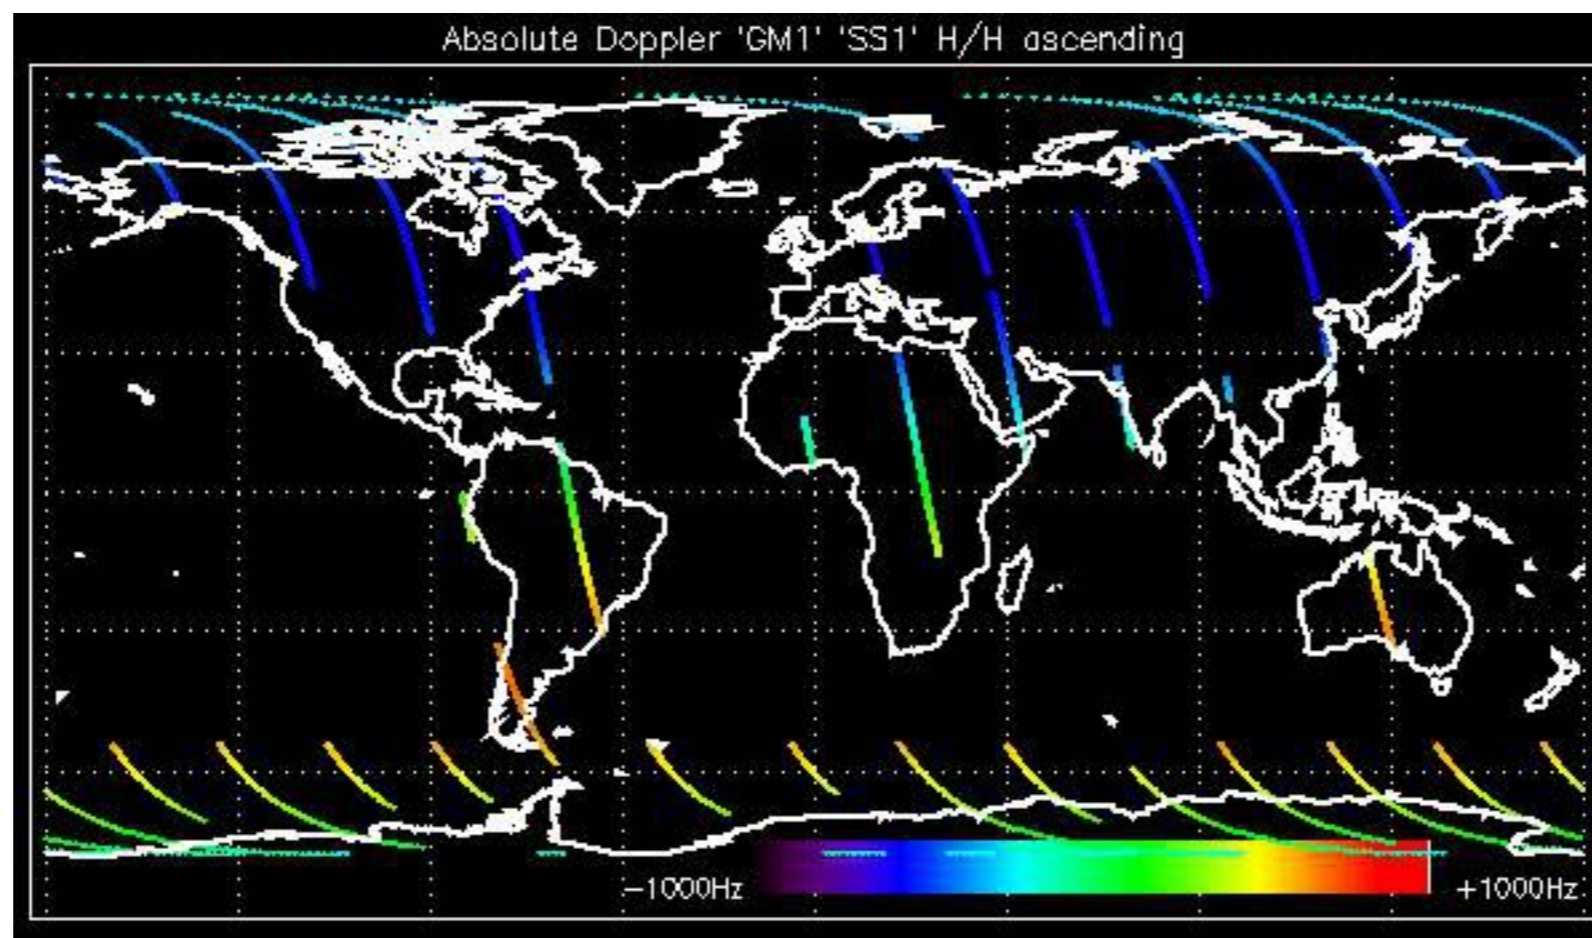 Absolute Doppler 'GM1' 'SS1' H/H ascending
-1000Hz
+1000Hz